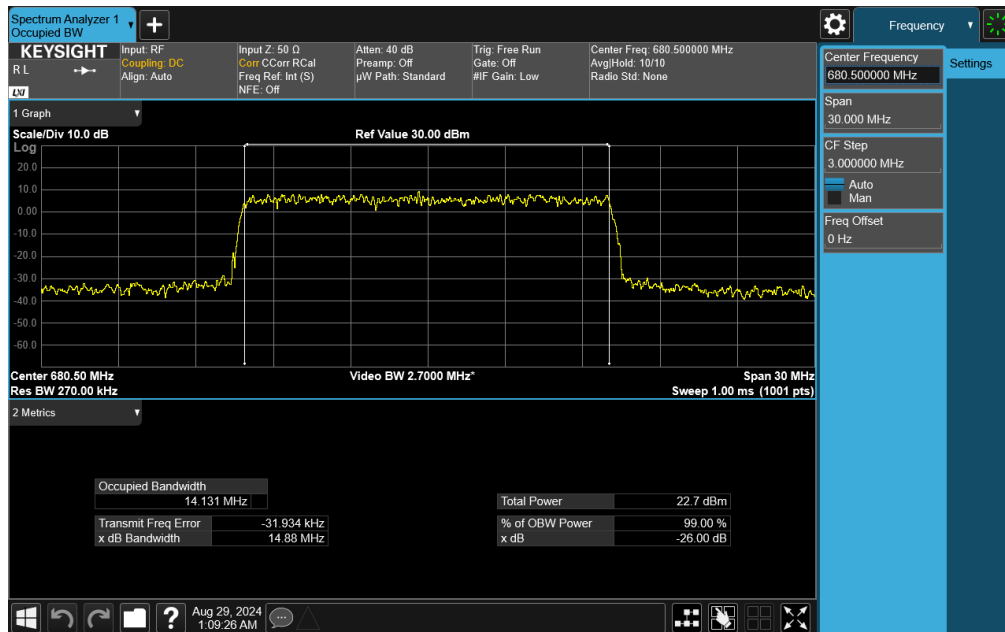 Spectrum Analyzer 1
Occupied BW
Frequency
KEYSIGHT
R L
LXI
Input: RF
Coupling: DC
Align: Auto
Input Z: 50 Ω
Corr CCorr RCal
Freq Ref: Int (S)
NFE: Off
Atten: 40 dB
Preamp: Off
µW Path: Standard
Trig: Free Run
Gate: Off
#IF Gain: Low
Center Freq: 680.500000 MHz
Avg|Hold: 10/10
Radio Std: None
Center Frequency
680.500000 MHz
Settings
Span
30.000 MHz
CF Step
3.000000 MHz
Auto
Man
Freq Offset
0 Hz
1 Graph
Scale/Div 10.0 dB
Ref Value 30.00 dBm
Log
20.0
10.0
0.00
-10.0
-20.0
-30.0
-40.0
-50.0
-60.0
Center 680.50 MHz
Video BW 2.7000 MHz*
Span 30 MHz
Res BW 270.00 kHz
Sweep 1.00 ms (1001 pts)
2 Metrics
Occupied Bandwidth
14.131 MHz
Total Power 22.7 dBm
Transmit Freq Error -31.934 kHz
% of OBW Power 99.00 %
x dB Bandwidth 14.88 MHz
x dB -26.00 dB
?
Aug 29, 2024
1:09:26 AM